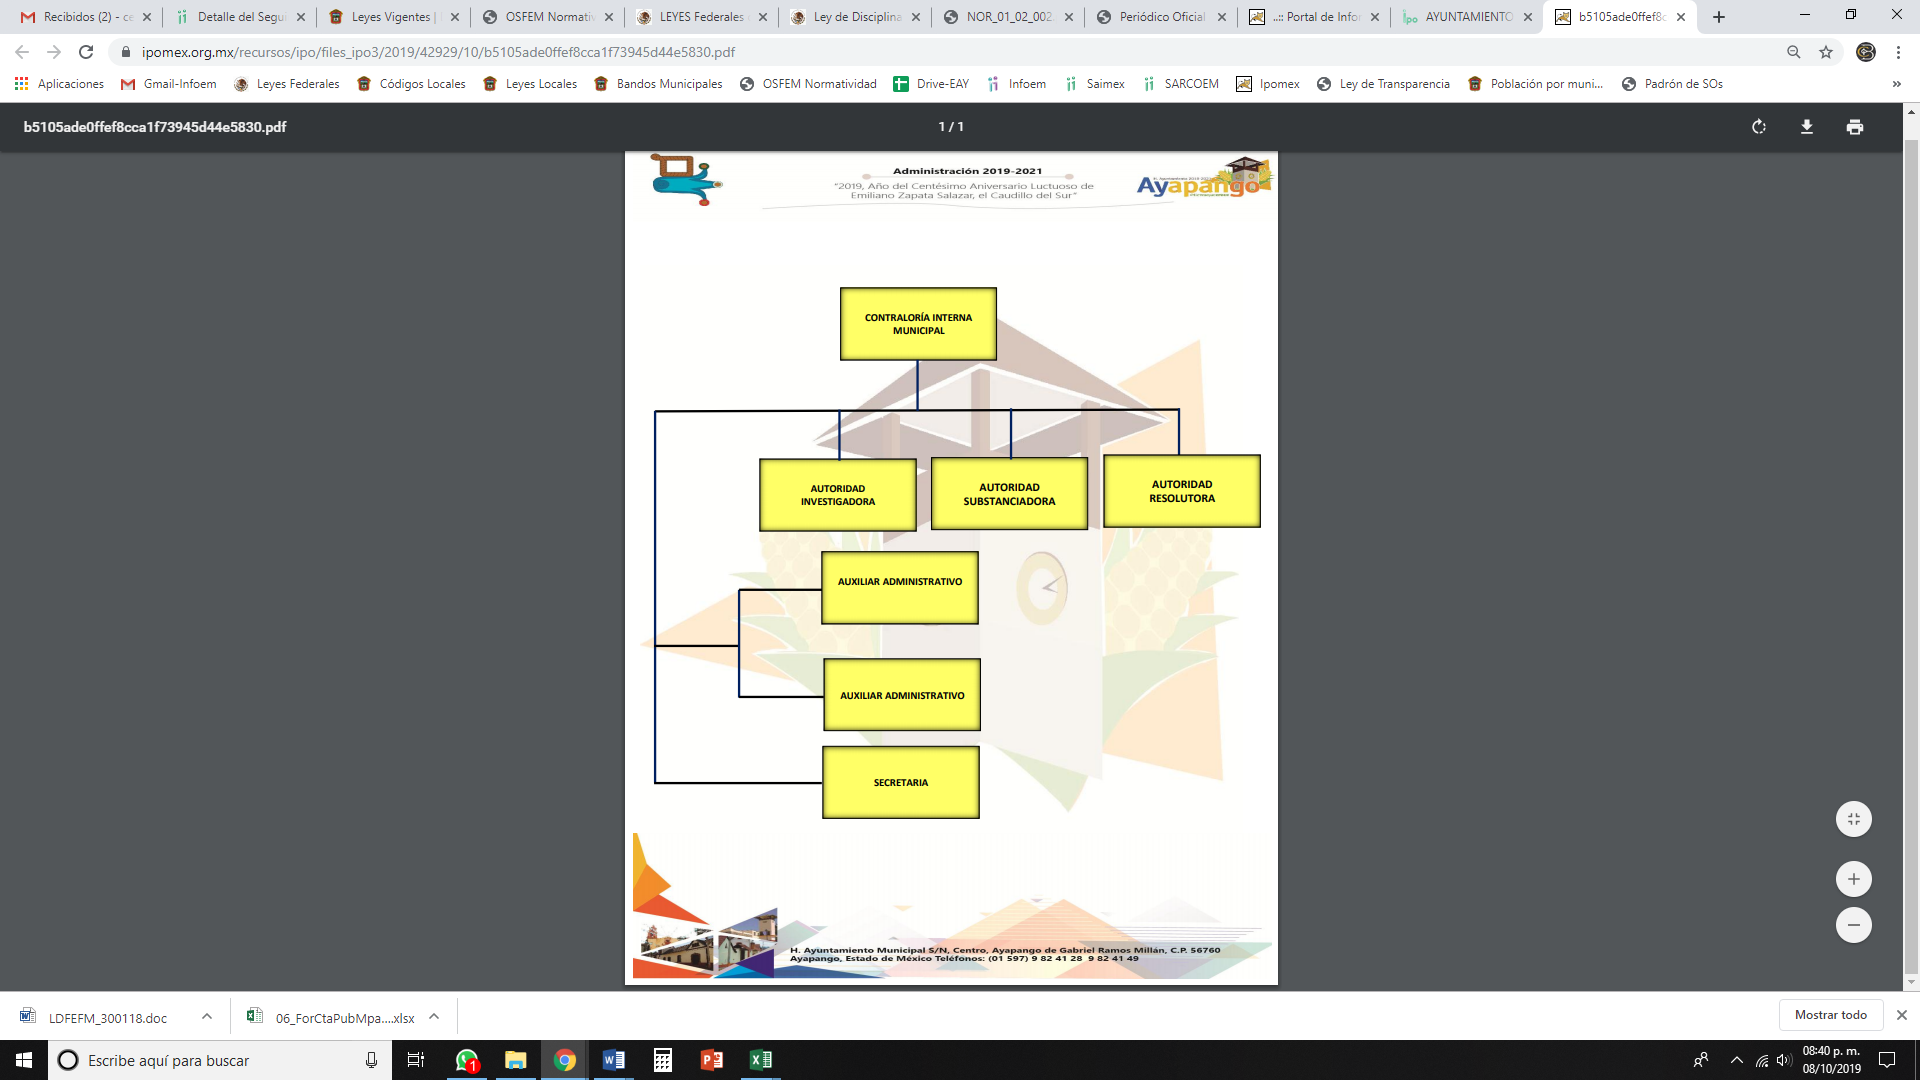 Recibidos (2) - ce
Detalle del Segui
Leyes Vigentes |
OSFEM Normativ
LEYES Federales
Ley de Disciplina
NOR_01_02_002
Periódico Oficial
..:: Portal de Infor
AYUNTAMIENTO
b5105ade0ffef8c
ipomex.org.mx/recursos/ipo/files_ipo3/2019/42929/10/b5105ade0ffef8cca1f73945d44e5830.pdf
Aplicaciones
Gmail-Infoem
Leyes Federales
Códigos Locales
Leyes Locales
Bandos Municipales
OSFEM Normatividad
Drive-EAY
Infoem
Saimex
SARCOEM
Ipomex
Ley de Transparencia
Población por muni...
Padrón de SOs
b5105ade0ffef8cca1f73945d44e5830.pdf
1 / 1
Administración 2019-2021
"2019, Año del Centésimo Aniversario Luctuoso de
Emiliano Zapata Salazar, el Caudillo del Sur"
Ayapango
CONTRALORÍA INTERNA
MUNICIPAL
AUTORIDAD
INVESTIGADORA
AUTORIDAD
SUBSTANCIADORA
AUTORIDAD
RESOLUTORA
AUXILIAR ADMINISTRATIVO
AUXILIAR ADMINISTRATIVO
SECRETARIA
H. Ayuntamiento Municipal S/N, Centro, Ayapango de Gabriel Ramos Millán, C.P. 56760
Ayapango, Estado de México Teléfonos: (01 597) 9 82 41 28 9 82 41 49
LDFEFM_300118.doc
06_ForCtaPubMpa....xlsx
Mostrar todo
Escribe aquí para buscar
1
08:40 p. m.
08/10/2019